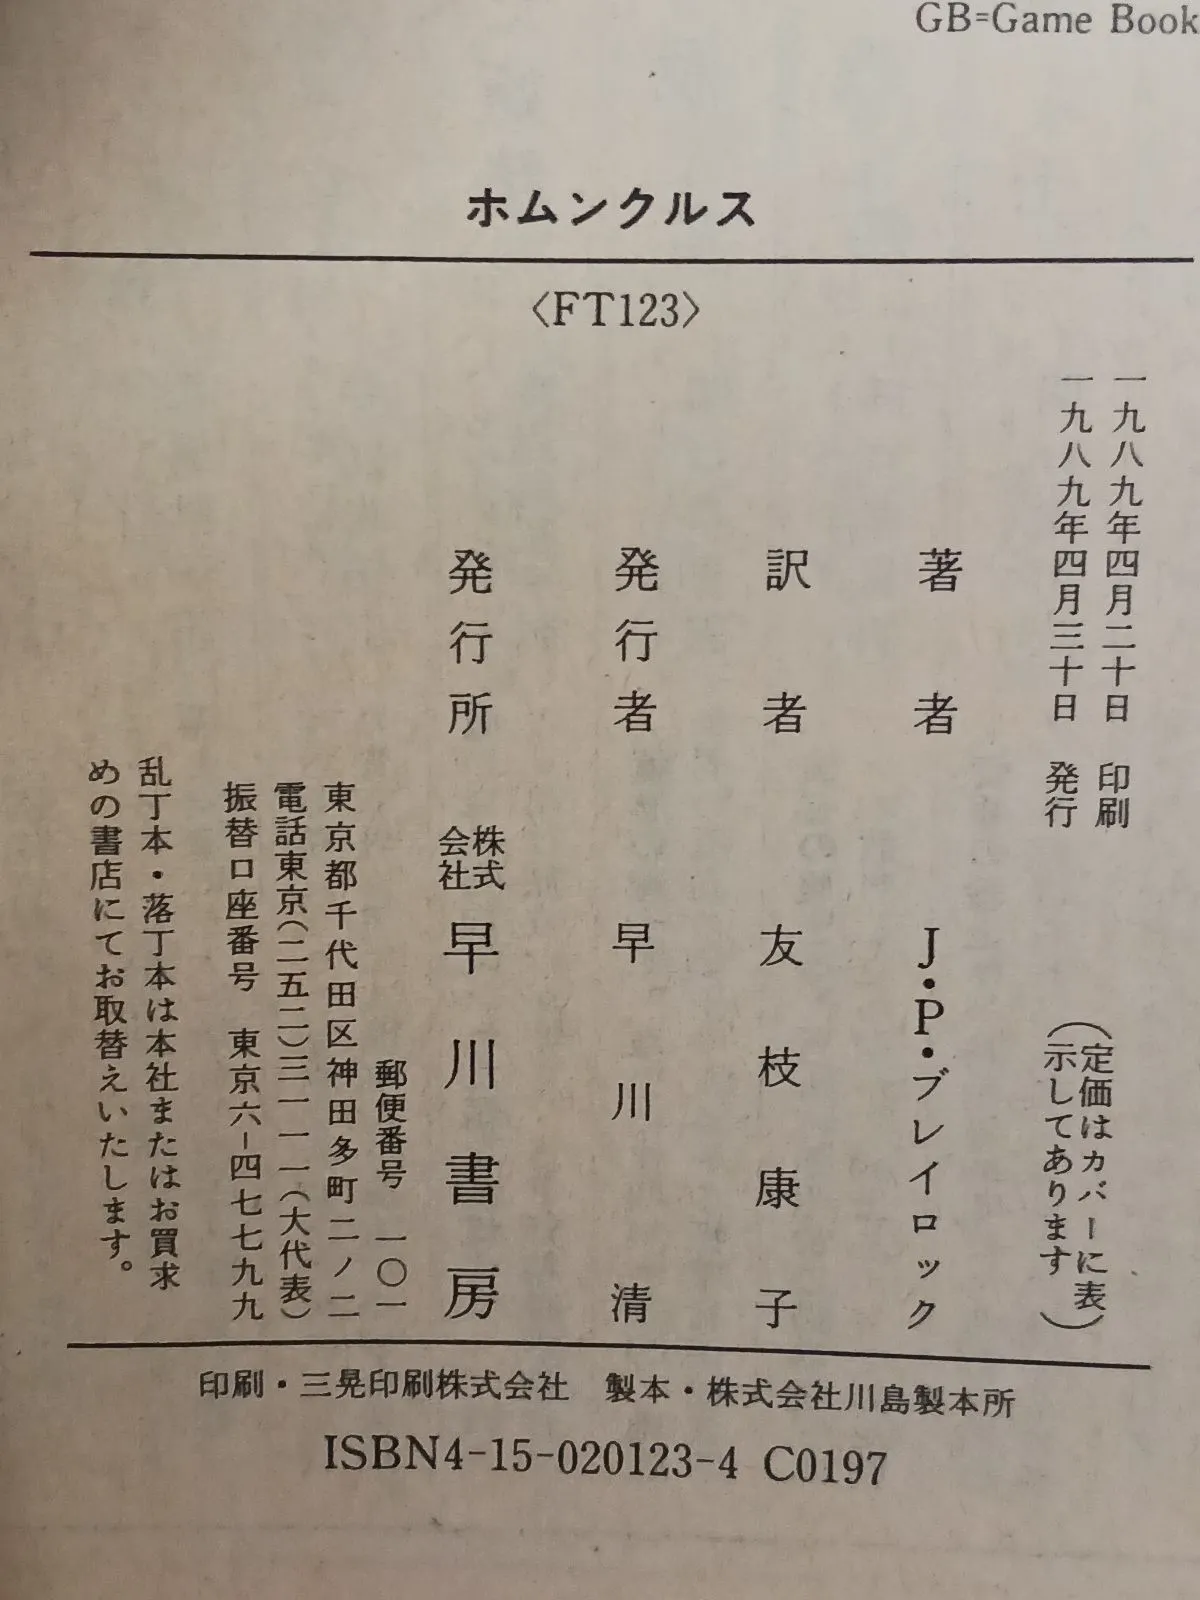 GB=Game Book
ホムンクルス
〈FT123〉
一九八九年四月二十日 印刷
一九八九年四月三十日 発行
(定価はカバーに表
示してあります)
著者 J・P・ブレイロック
訳者 友枝康子
発行者 早川清
発行所 株式会社 早川書房
郵便番号 一〇一
東京都千代田区神田多町二ノ二
電話東京(二五二)三一一一(大代表)
振替口座番号 東京六-四七七九九
乱丁本・落丁本は本社またはお買求
めの書店にてお取替えいたします。
印刷・三晃印刷株式会社 製本・株式会社川島製本所
ISBN4-15-020123-4 C0197